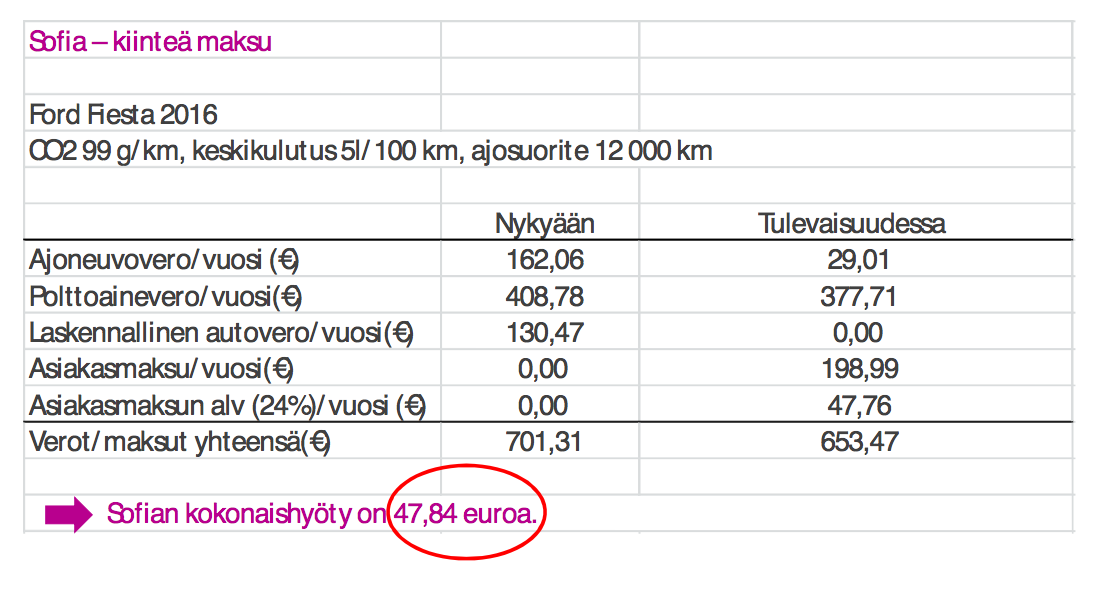 Sofia – kiinteä maksu
Ford Fiesta 2016
CO2 99 g/km, keskikulutus 5l/100 km, ajosuorite 12 000 km
Nykyään Tulevaisuudessa
Ajoneuvovero/vuosi (€) 162,06 29,01
Polttoainevero/vuosi(€) 408,78 377,71
Laskennallinen autovero/vuosi(€) 130,47 0,00
Asiakasmaksu/vuosi(€) 0,00 198,99
Asiakasmaksun alv (24%)/vuosi (€) 0,00 47,76
Verot/maksut yhteensä(€) 701,31 653,47
Sofian kokonaishyöty on 47,84 euroa.